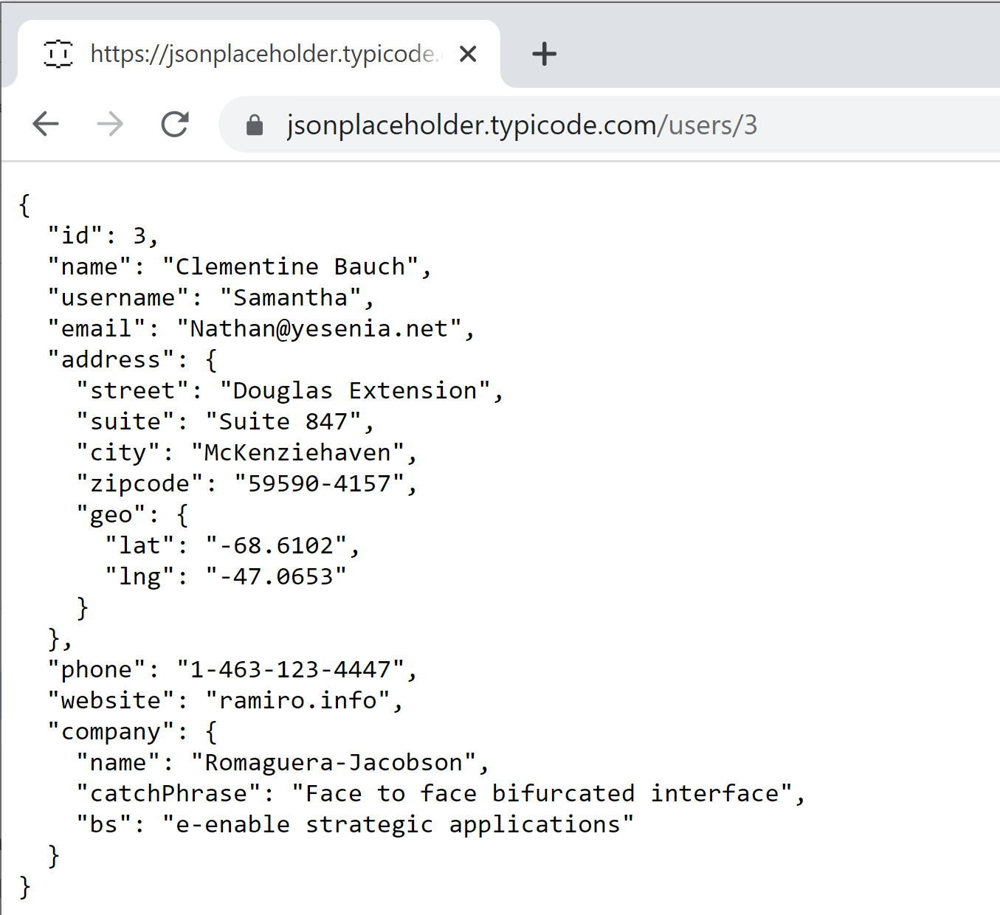 https://jsonplaceholder.typicode.
jsonplaceholder.typicode.com/users/3
{
  "id": 3,
  "name": "Clementine Bauch",
  "username": "Samantha",
  "email": "Nathan@yesenia.net",
  "address": {
    "street": "Douglas Extension",
    "suite": "Suite 847",
    "city": "McKenziehaven",
    "zipcode": "59590-4157",
    "geo": {
      "lat": "-68.6102",
      "lng": "-47.0653"
    }
  },
  "phone": "1-463-123-4447",
  "website": "ramiro.info",
  "company": {
    "name": "Romaguera-Jacobson",
    "catchPhrase": "Face to face bifurcated interface",
    "bs": "e-enable strategic applications"
  }
}